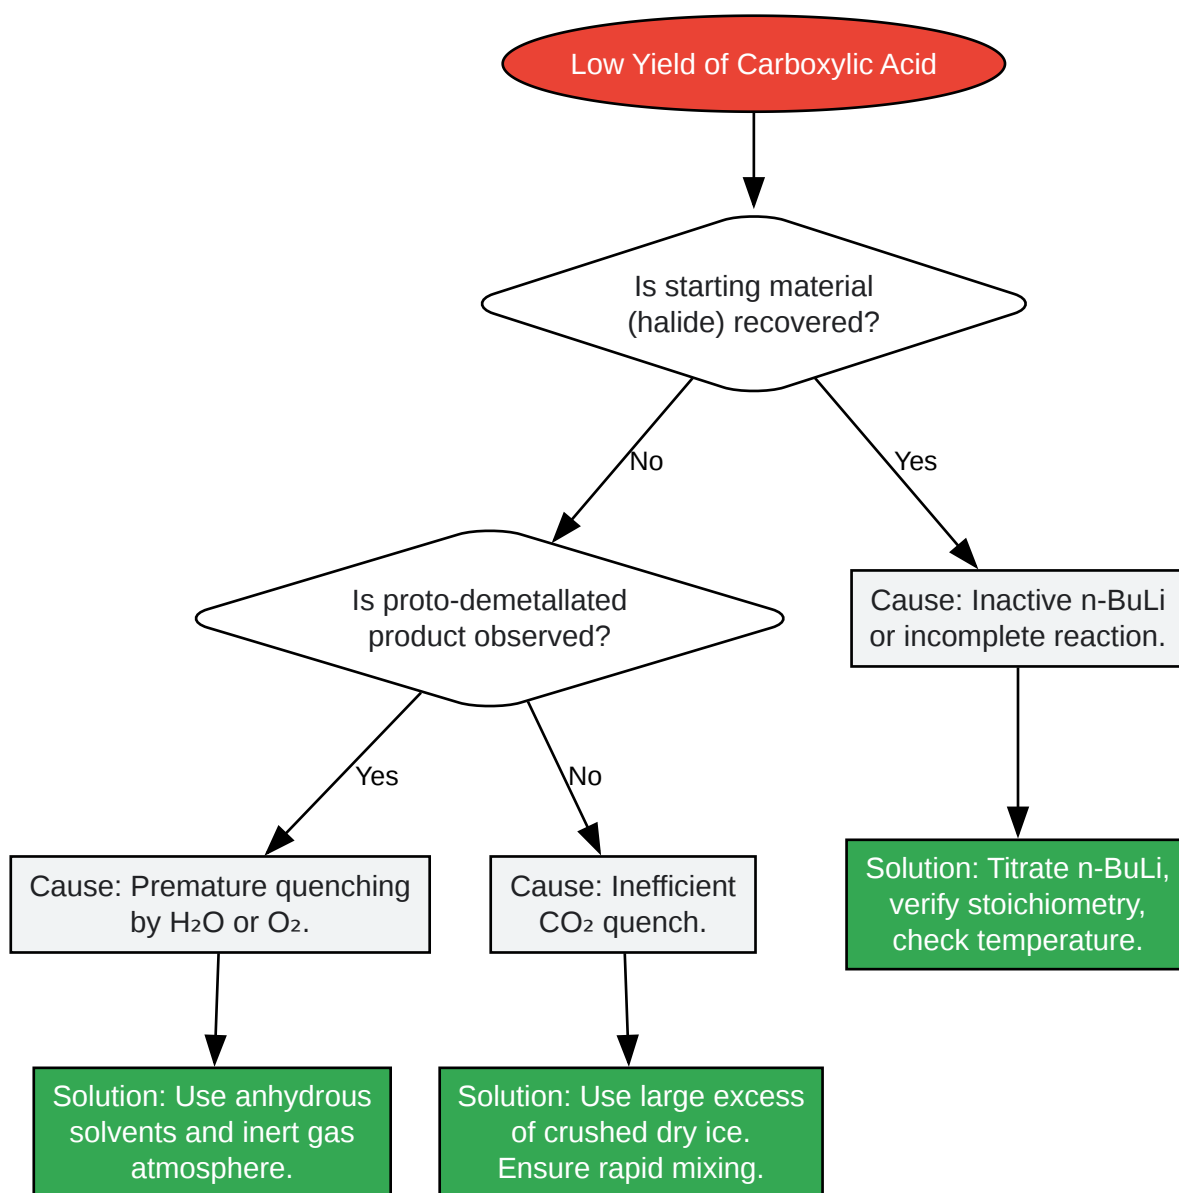 Low Yield of Carboxylic Acid
Is starting material
(halide) recovered?
No
Yes
Is proto-demetallated
product observed?
Cause: Inactive n-BuLi
or incomplete reaction.
Yes
No
Cause: Premature quenching
by H₂O or O₂.
Cause: Inefficient
CO₂ quench.
Solution: Titrate n-BuLi,
verify stoichiometry,
check temperature.
Solution: Use anhydrous
solvents and inert gas
atmosphere.
Solution: Use large excess
of crushed dry ice.
Ensure rapid mixing.